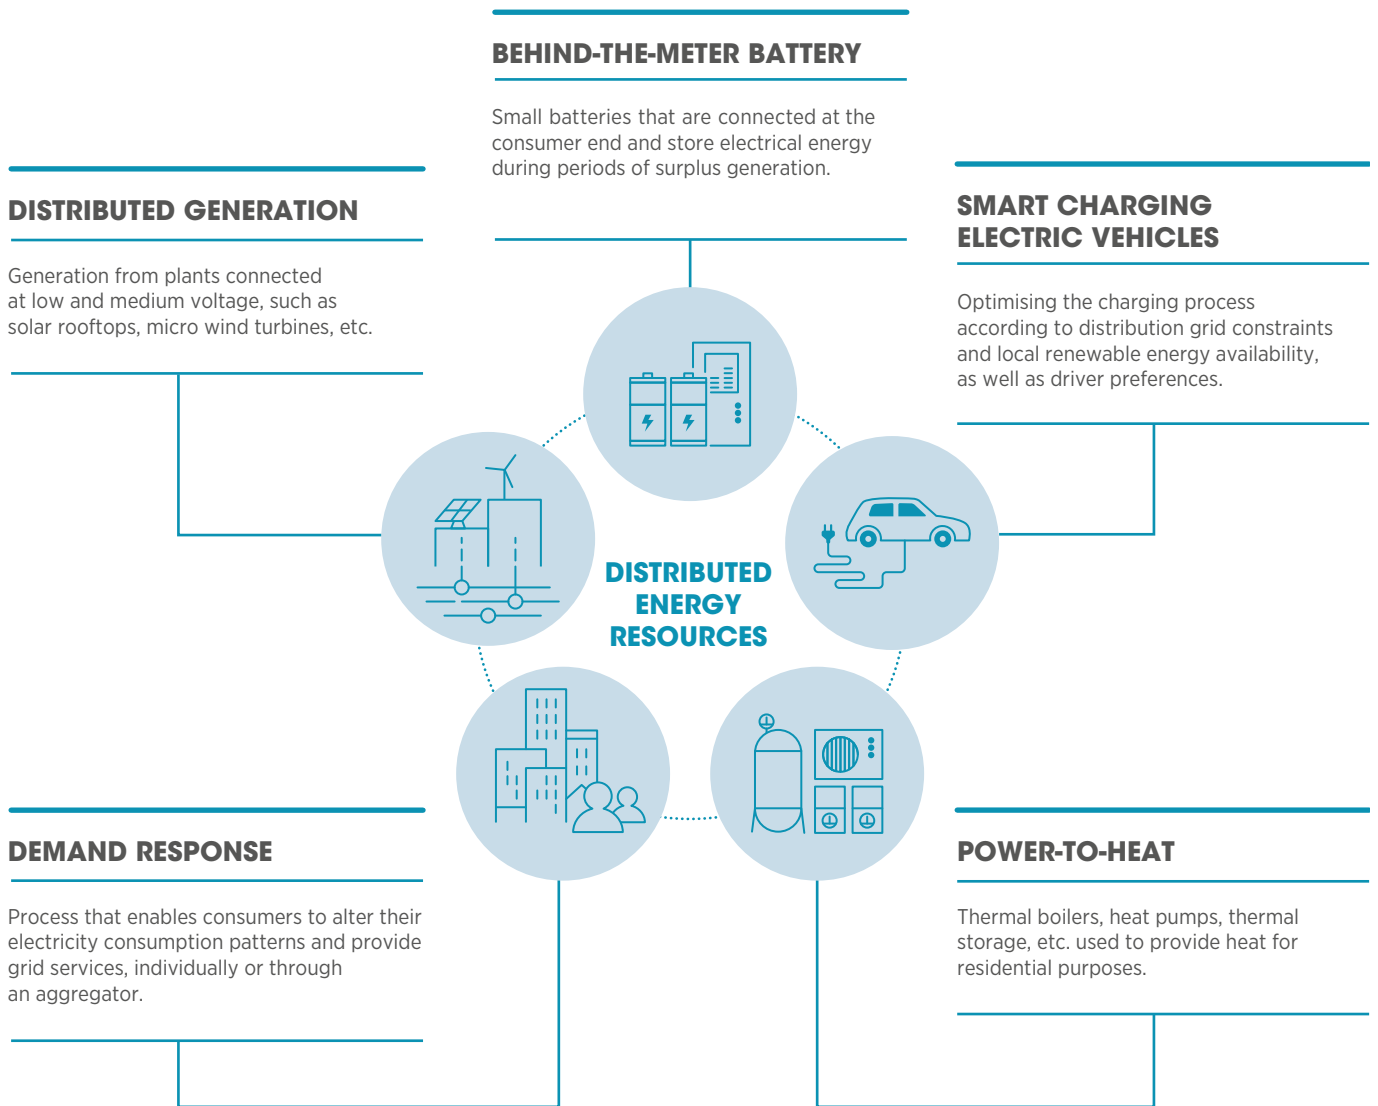 BEHIND-THE-METER BATTERY
Small batteries that are connected at the
consumer end and store electrical energy
during periods of surplus generation.
DISTRIBUTED GENERATION
Generation from plants connected
at low and medium voltage, such as
solar rooftops, micro wind turbines, etc.
SMART CHARGING
ELECTRIC VEHICLES
Optimising the charging process
according to distribution grid constraints
and local renewable energy availability,
as well as driver preferences.
DISTRIBUTED
ENERGY
RESOURCES
DEMAND RESPONSE
Process that enables consumers to alter their
electricity consumption patterns and provide
grid services, individually or through
an aggregator.
POWER-TO-HEAT
Thermal boilers, heat pumps, thermal
storage, etc. used to provide heat for
residential purposes.